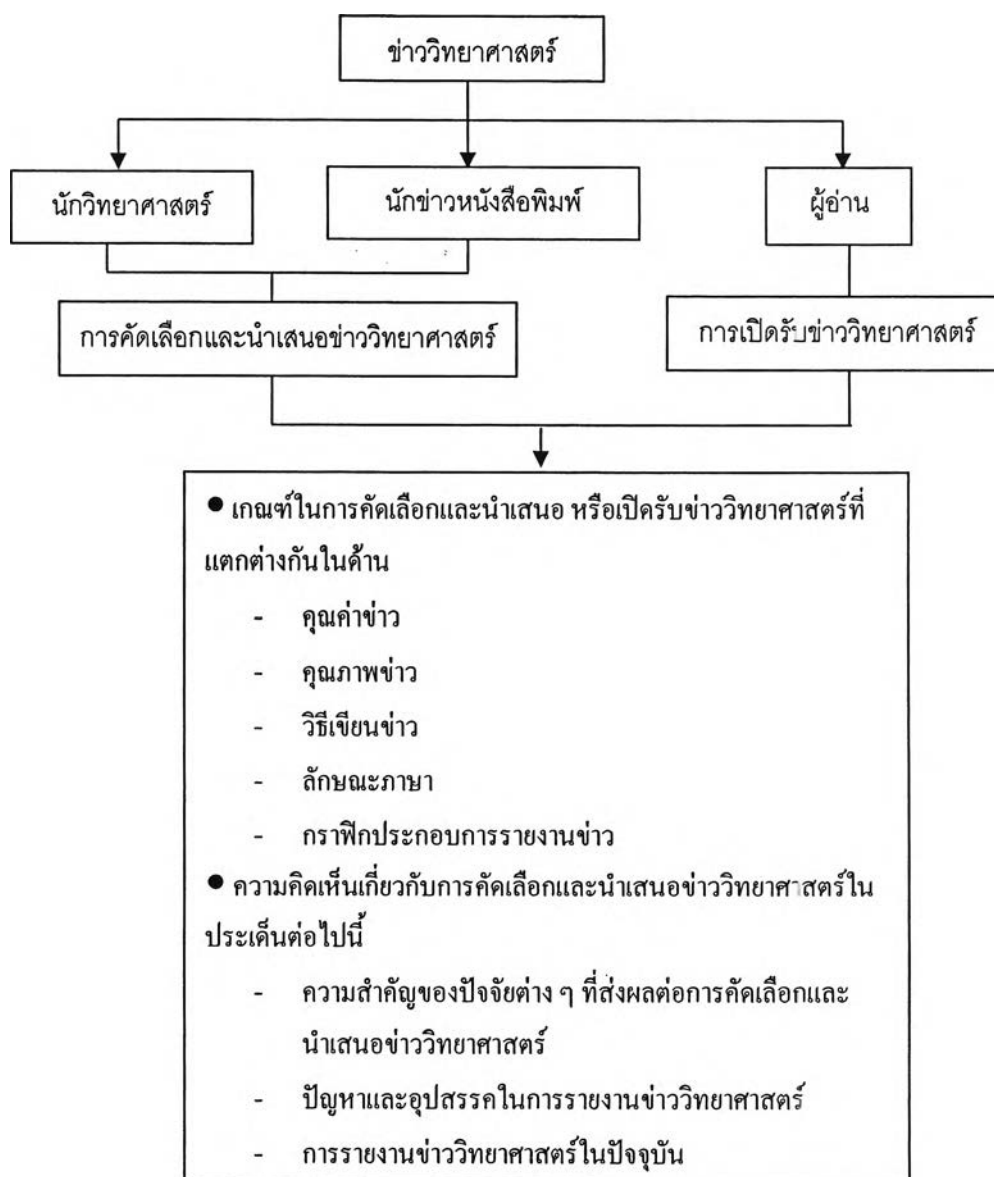 ข่าววิทยาศาสตร์
นักวิทยาศาสตร์
นักข่าวหนังสือพิมพ์
ผู้อ่าน
การคัดเลือกและนำเสนอข่าววิทยาศาสตร์
การเปิดรับข่าววิทยาศาสตร์
● เกณฑ์ในการคัดเลือกและนำเสนอ หรือเปิดรับข่าววิทยาศาสตร์ที่
แตกต่างกันในด้าน
- คุณค่าข่าว
- คุณภาพข่าว
- วิธีเขียนข่าว
- ลักษณะภาษา
- กราฟิกประกอบการรายงานข่าว
● ความคิดเห็นเกี่ยวกับการคัดเลือกและนำเสนอข่าววิทยาศาสตร์ใน
ประเด็นต่อไปนี้
- ความสำคัญของปัจจัยต่าง ๆ ที่ส่งผลต่อการคัดเลือกและ
นำเสนอข่าววิทยาศาสตร์
- ปัญหาและอุปสรรคในการรายงานข่าววิทยาศาสตร์
- การรายงานข่าววิทยาศาสตร์ในปัจจุบัน